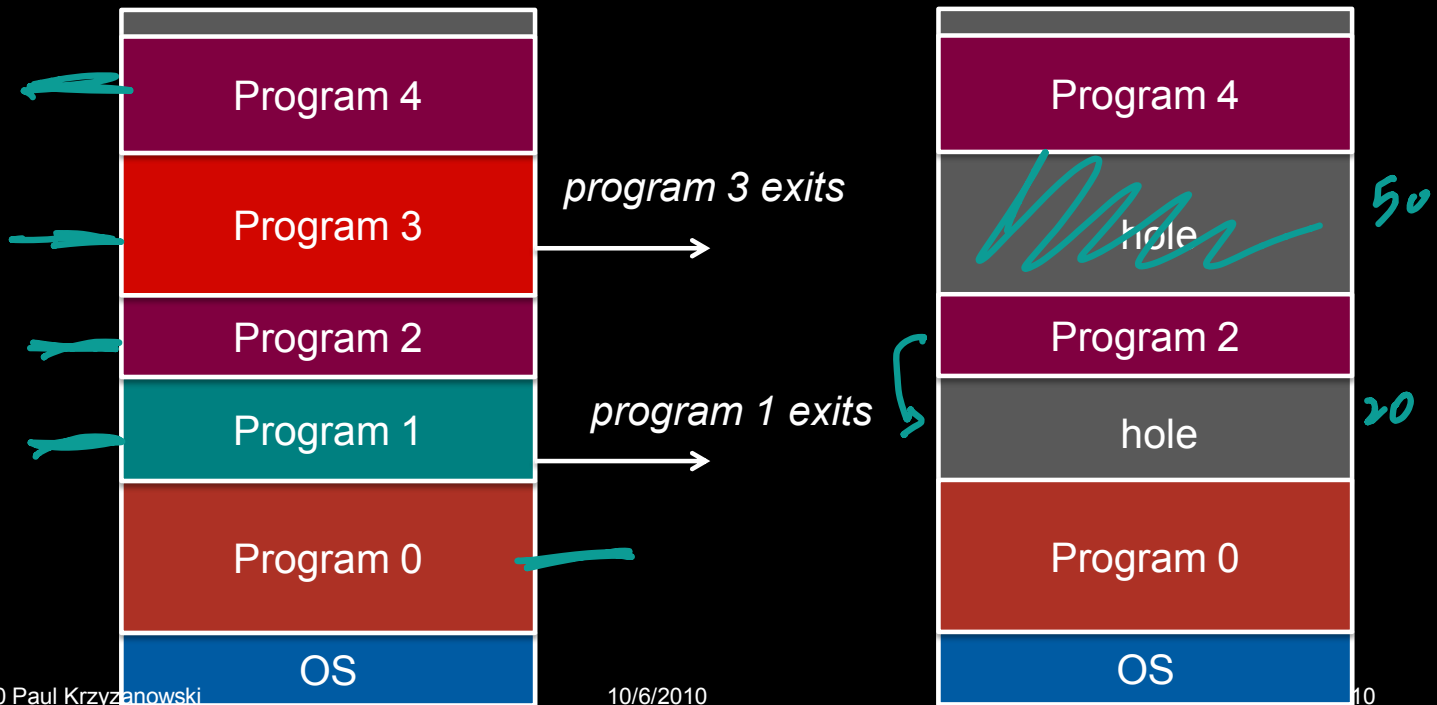 Program 4
Program 3
Program 2
Program 1
Program 0
OS
program 3 exits
program 1 exits
Program 4
hole
50
Program 2
hole
20
Program 0
OS
0 Paul Krzyzanowski
10/6/2010
10